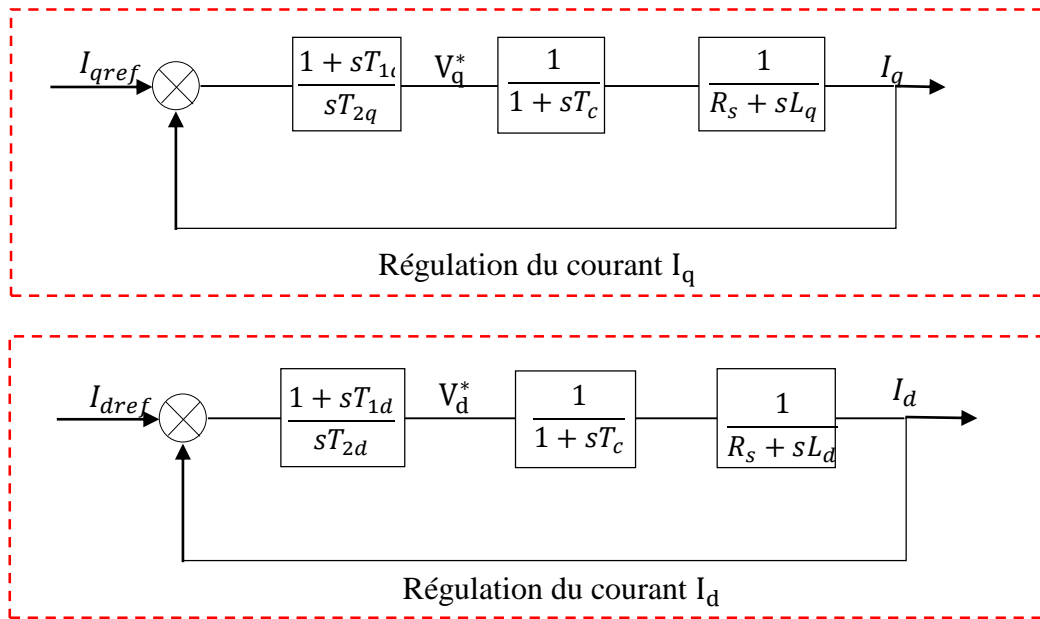 I_qref
1 + sT_1q
sT_2q
V_q^*
1
1 + sT_c
1
R_s + sL_q
I_q
Régulation du courant I_q
I_dref
1 + sT_1d
sT_2d
V_d^*
1
1 + sT_c
1
R_s + sL_d
I_d
Régulation du courant I_d